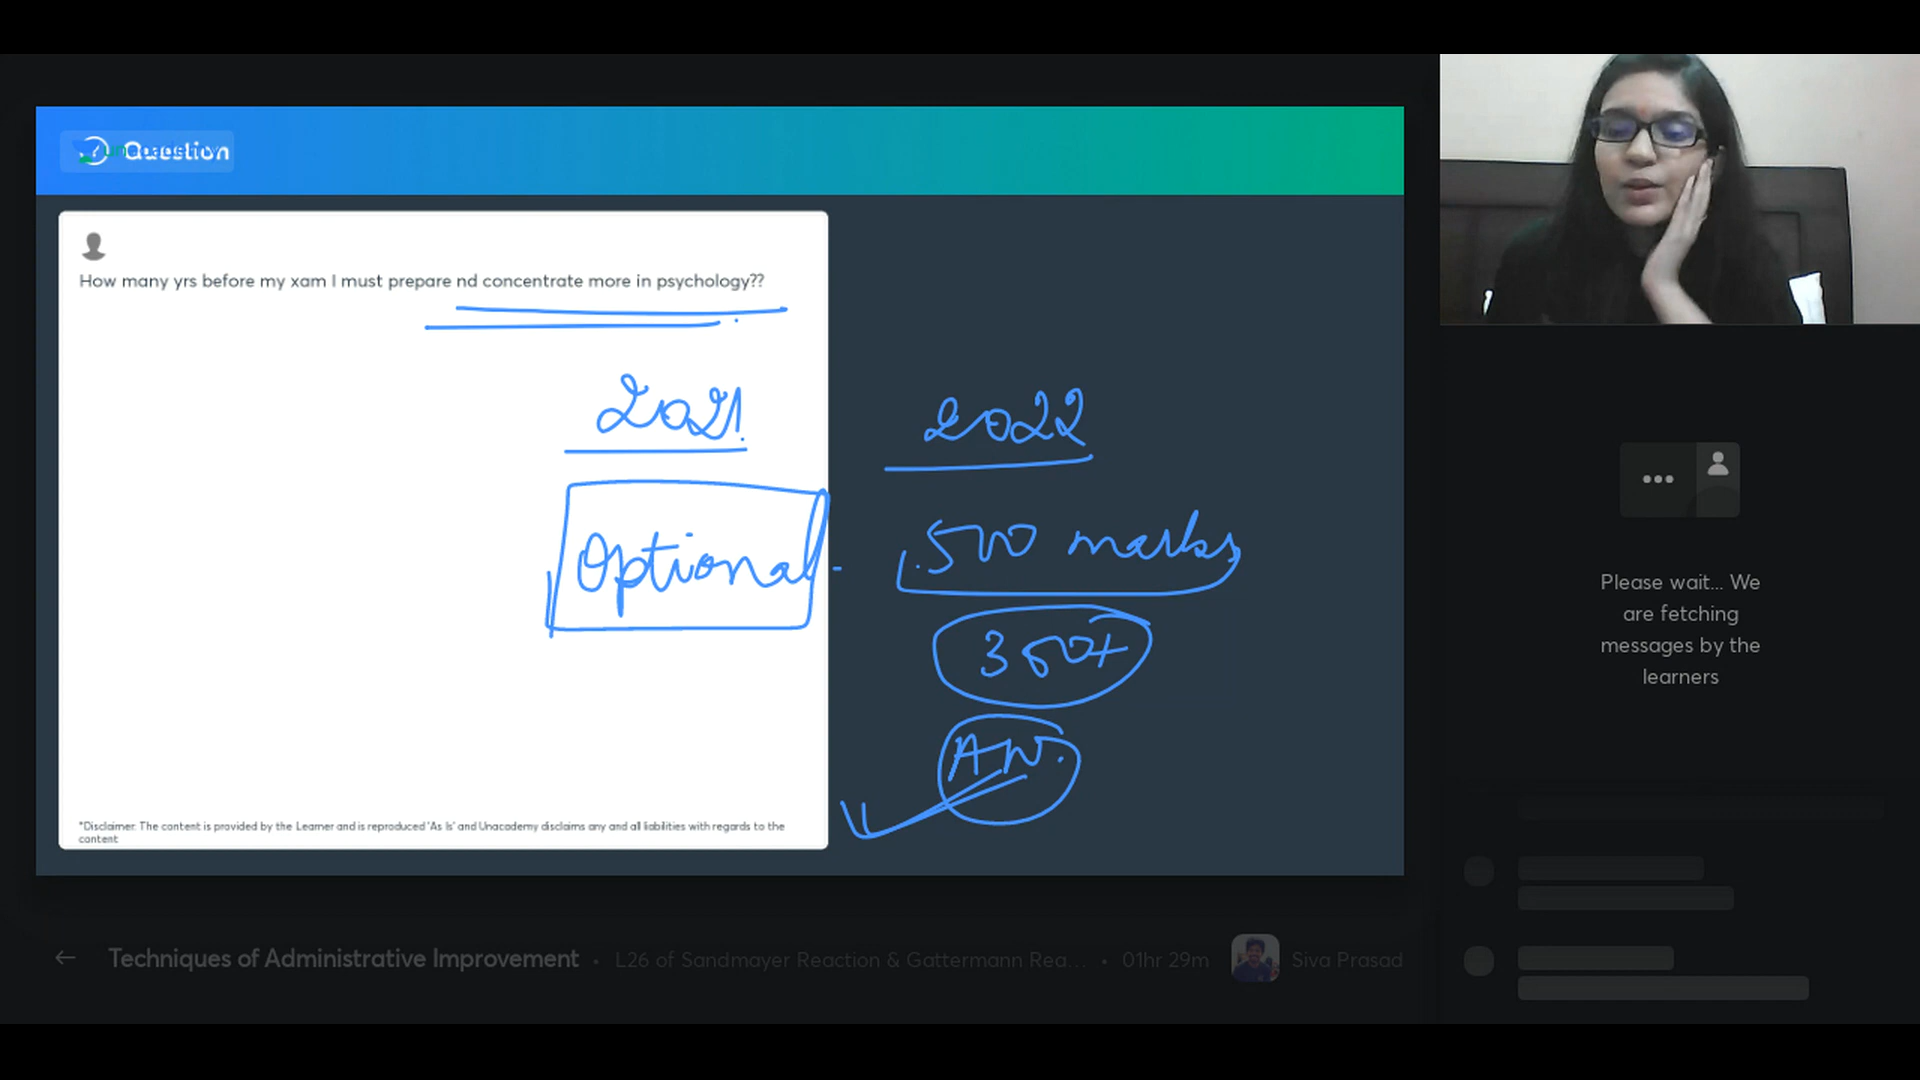 Question
How many yrs before my xam I must prepare nd concentrate more in psychology??
2021 2022
Optional - 500 marks
350+
AW.
*Disclaimer: The content is provided by the Learner and is reproduced 'As Is' and Unacademy disclaims any and all liabilities with regards to the
content
Please wait... We
are fetching
messages by the
learners
Techniques of Administrative Improvement • L26 of Sandmayer Reaction & Gattermann Rea... • 01hr 29m Siva Prasad